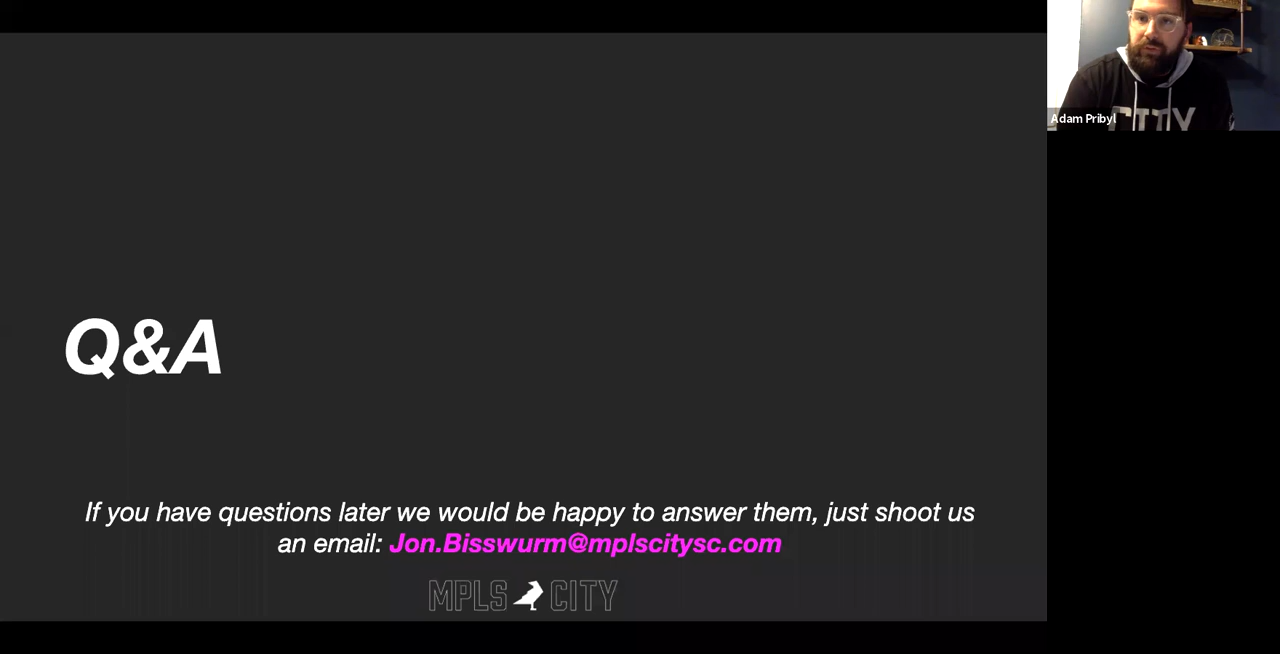 Adam Pribyl
CITY
Q&A
If you have questions later we would be happy to answer them, just shoot us
an email: Jon.Bisswurm@mplscitysc.com
MPLS CITY